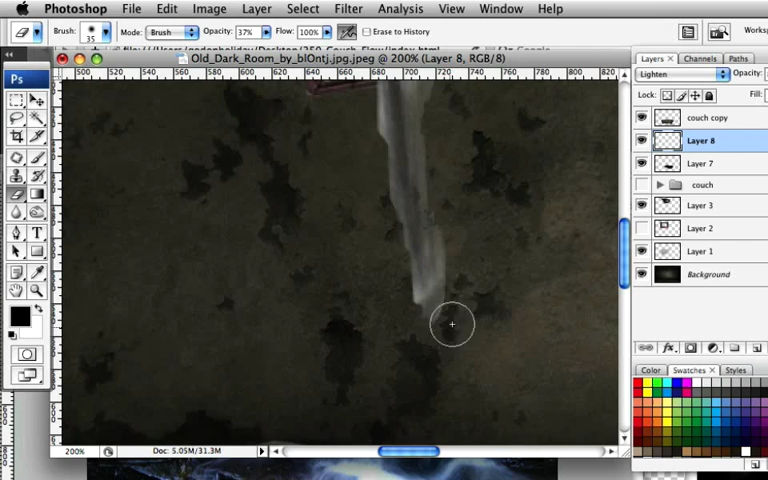 Photoshop File Edit Image Layer Select Filter Analysis View Window Help
Brush: 35 Mode: Brush Opacity: 37% Flow: 100% Erase to History
Old_Dark_Room_by_blOntj.jpg.jpeg @ 200% (Layer 8, RGB/8)
500 520 540 560 580 600 620 640 660 680 700 720 740 760 780 800 820
Ps
T
Layers x Channels Paths
Lighten Opacity:
Lock: Fill:
couch copy
Layer 8
Layer 7
couch
Layer 3
Layer 2
Layer 1
Background
fx
Color Swatches x Styles
200% Doc: 5.05M/31.3M